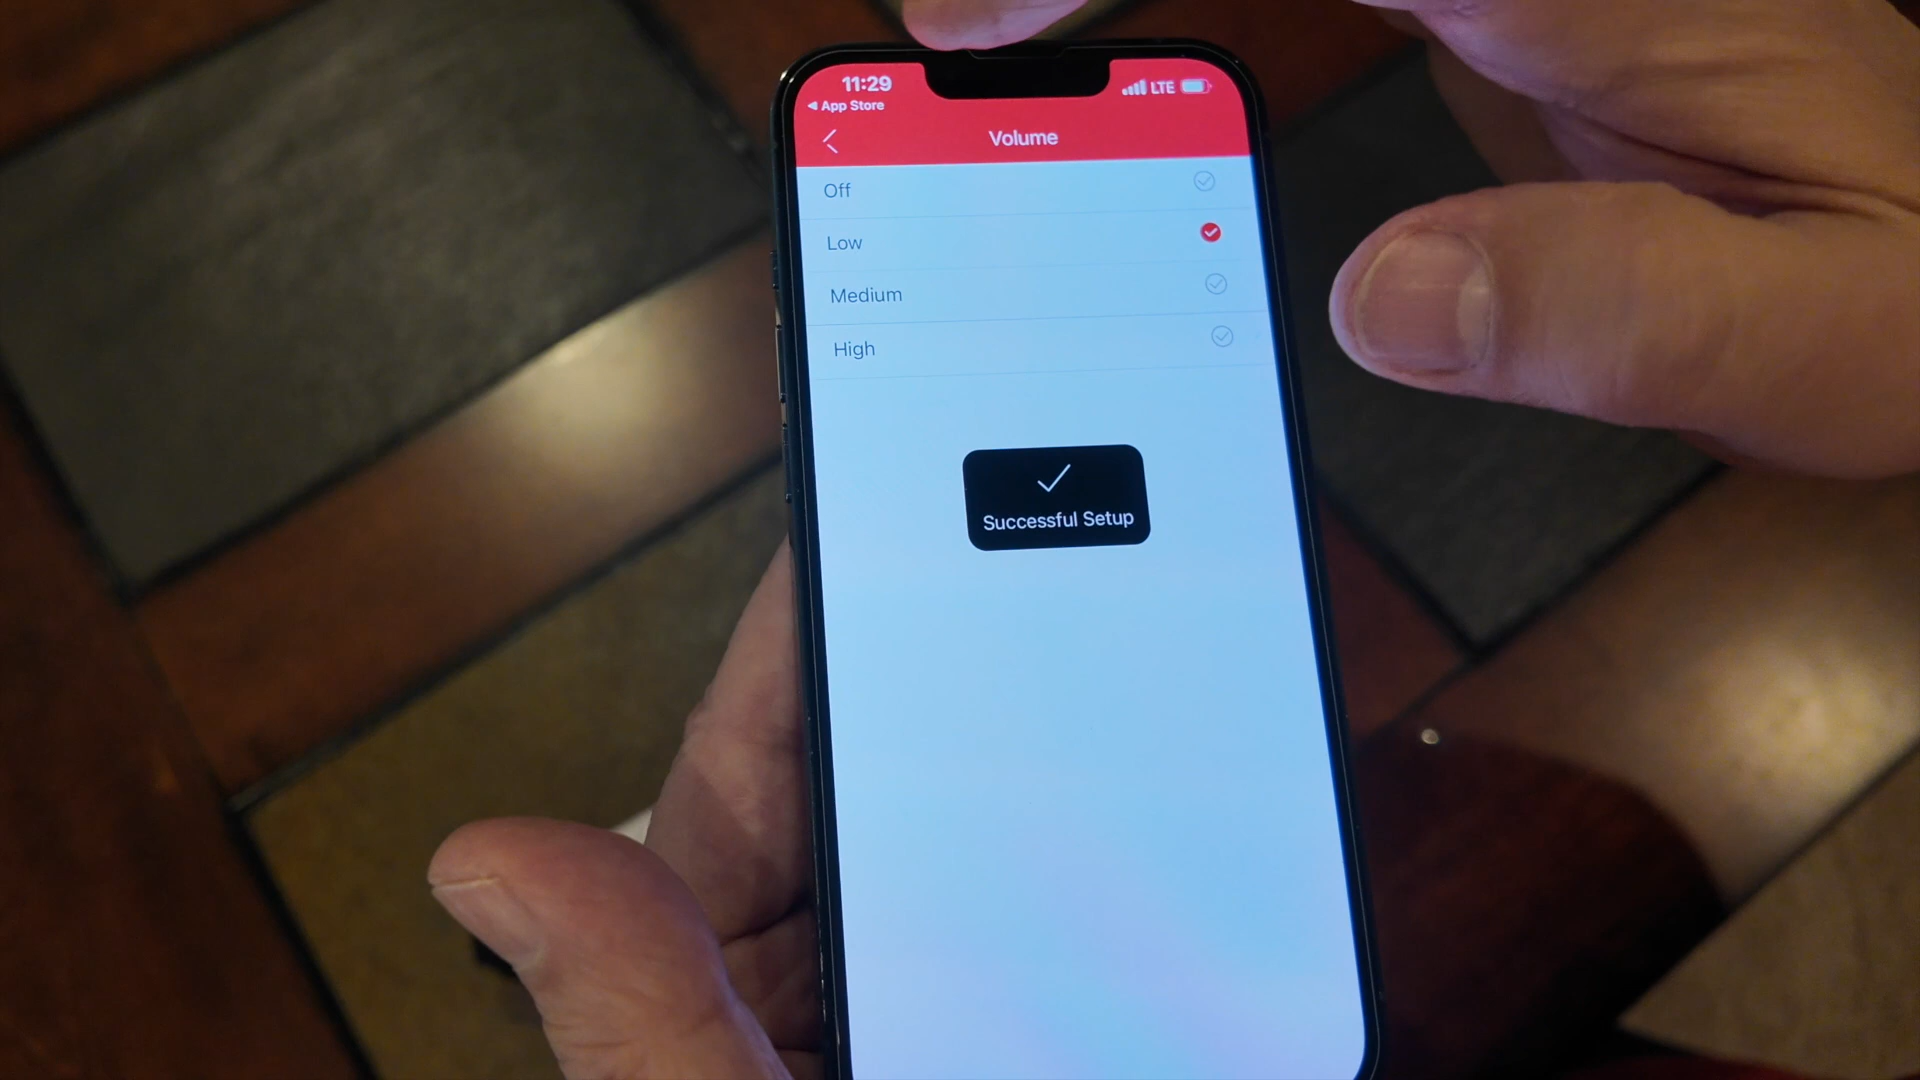 11:29
LTE
App Store
Volume
Off
Low
Medium
High
Successful Setup